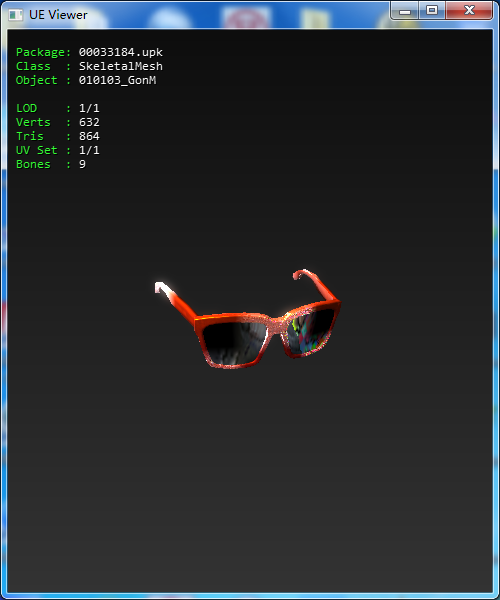 UE Viewer
Package: 00033184.upk
Class  : SkeletalMesh
Object : 010103_GonM
LOD    : 1/1
Verts  : 632
Tris   : 864
UV Set : 1/1
Bones  : 9